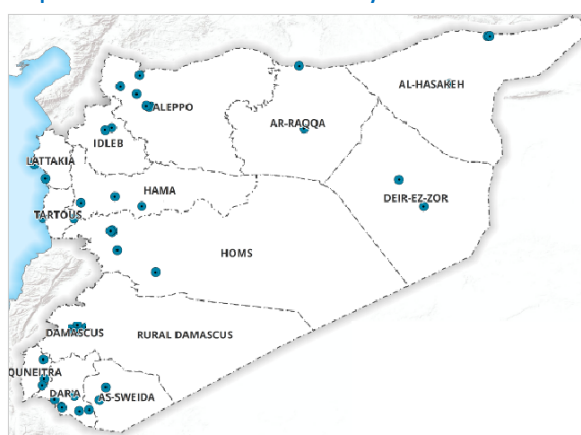 AL-HASAKEH
ALEPPO
AR-RAQQA
IDLEB
LATTAKIA
HAMA
DEIR-EZ-ZOR
TARTOUS
HOMS
DAMASCUS
RURAL DAMASCUS
QUNEITRA
DARA
AS-SWEIDA